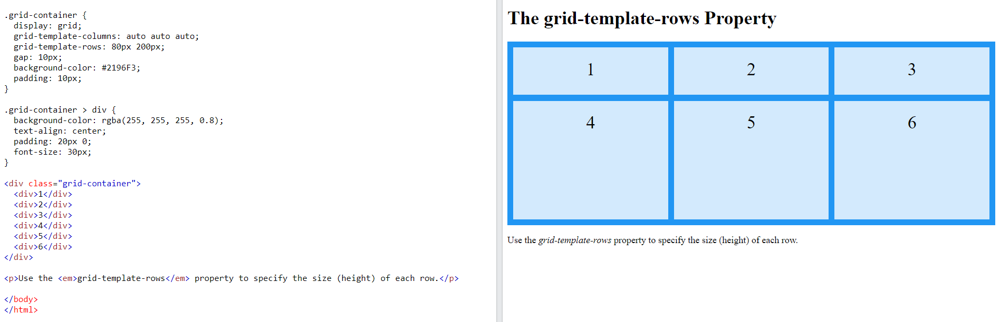 .grid-container {
  display: grid;
  grid-template-columns: auto auto auto;
  grid-template-rows: 80px 200px;
  gap: 10px;
  background-color: #2196F3;
  padding: 10px;
}

.grid-container > div {
  background-color: rgba(255, 255, 255, 0.8);
  text-align: center;
  padding: 20px 0;
  font-size: 30px;
}

<div class="grid-container">
  <div>1</div>
  <div>2</div>
  <div>3</div>
  <div>4</div>
  <div>5</div>
  <div>6</div>
</div>

<p>Use the <em>grid-template-rows</em> property to specify the size (height) of each row.</p>

</body>
</html>
The grid-template-rows Property
1 2 3
4 5 6
Use the grid-template-rows property to specify the size (height) of each row.